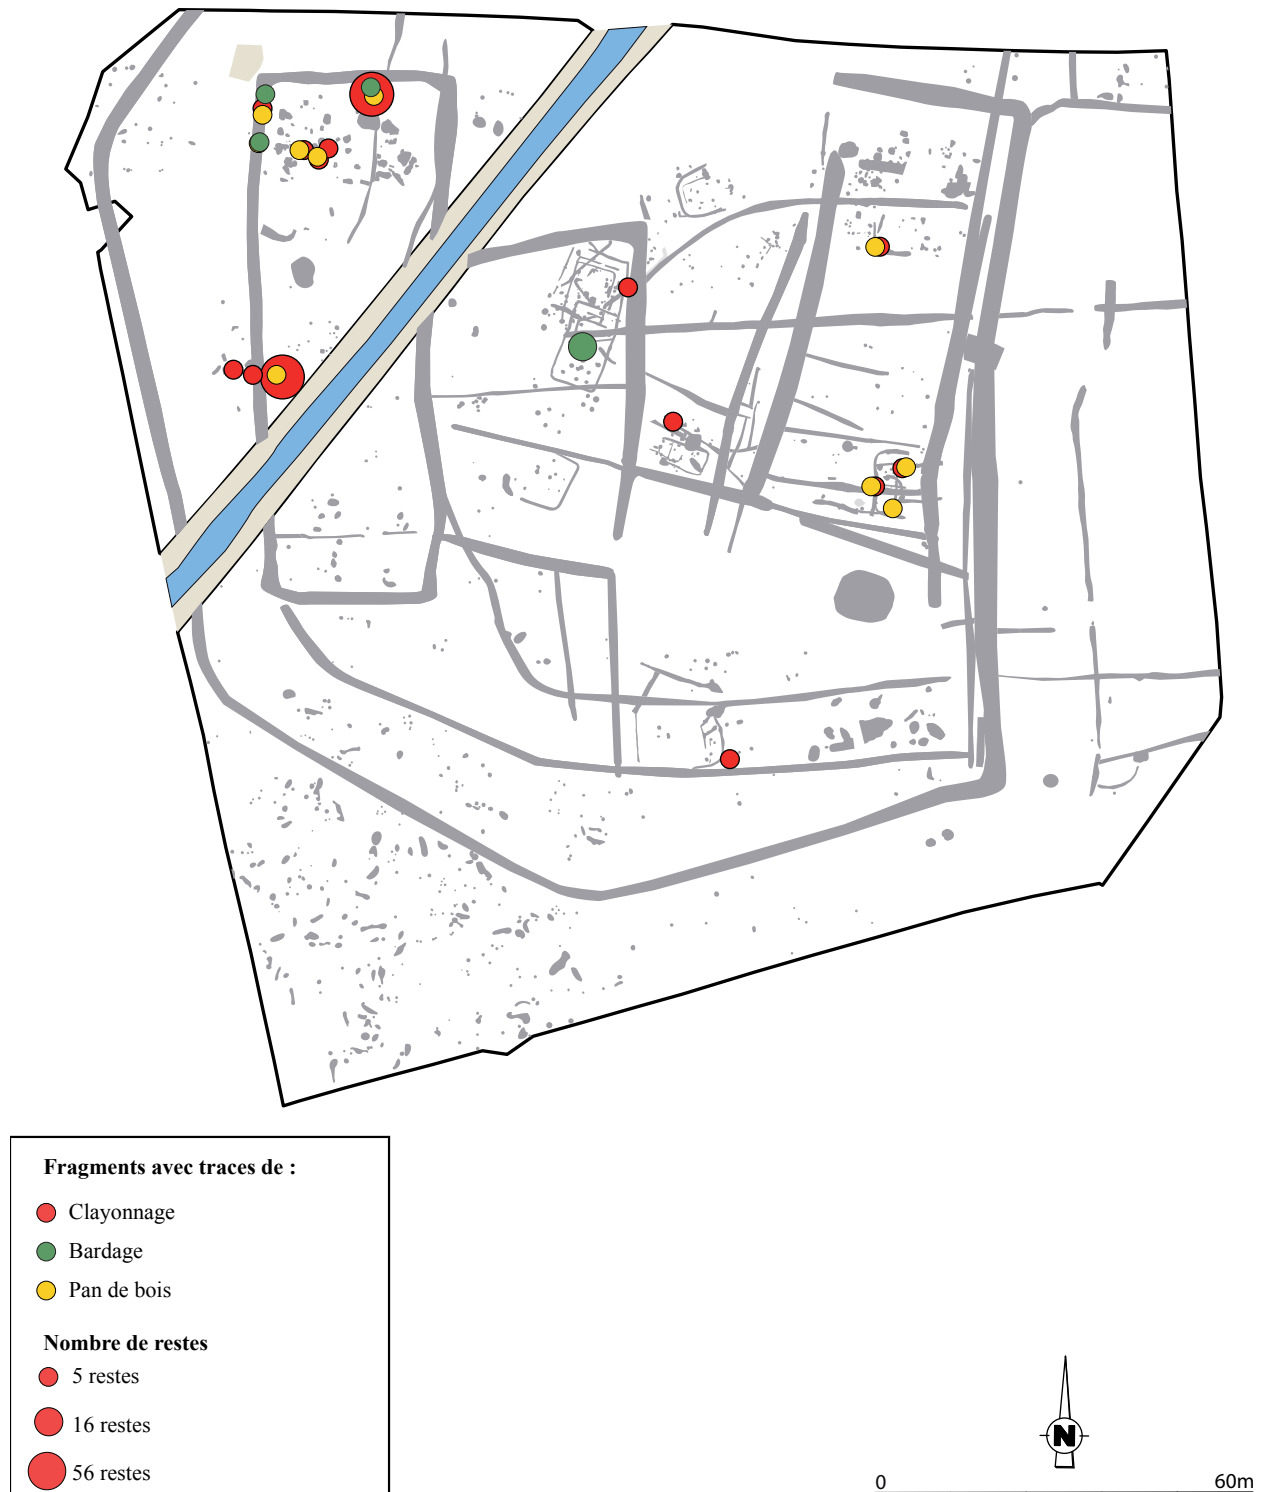 Fragments avec traces de :
Clayonnage
Bardage
Pan de bois
Nombre de restes
5 restes
16 restes
56 restes
N
0 60m